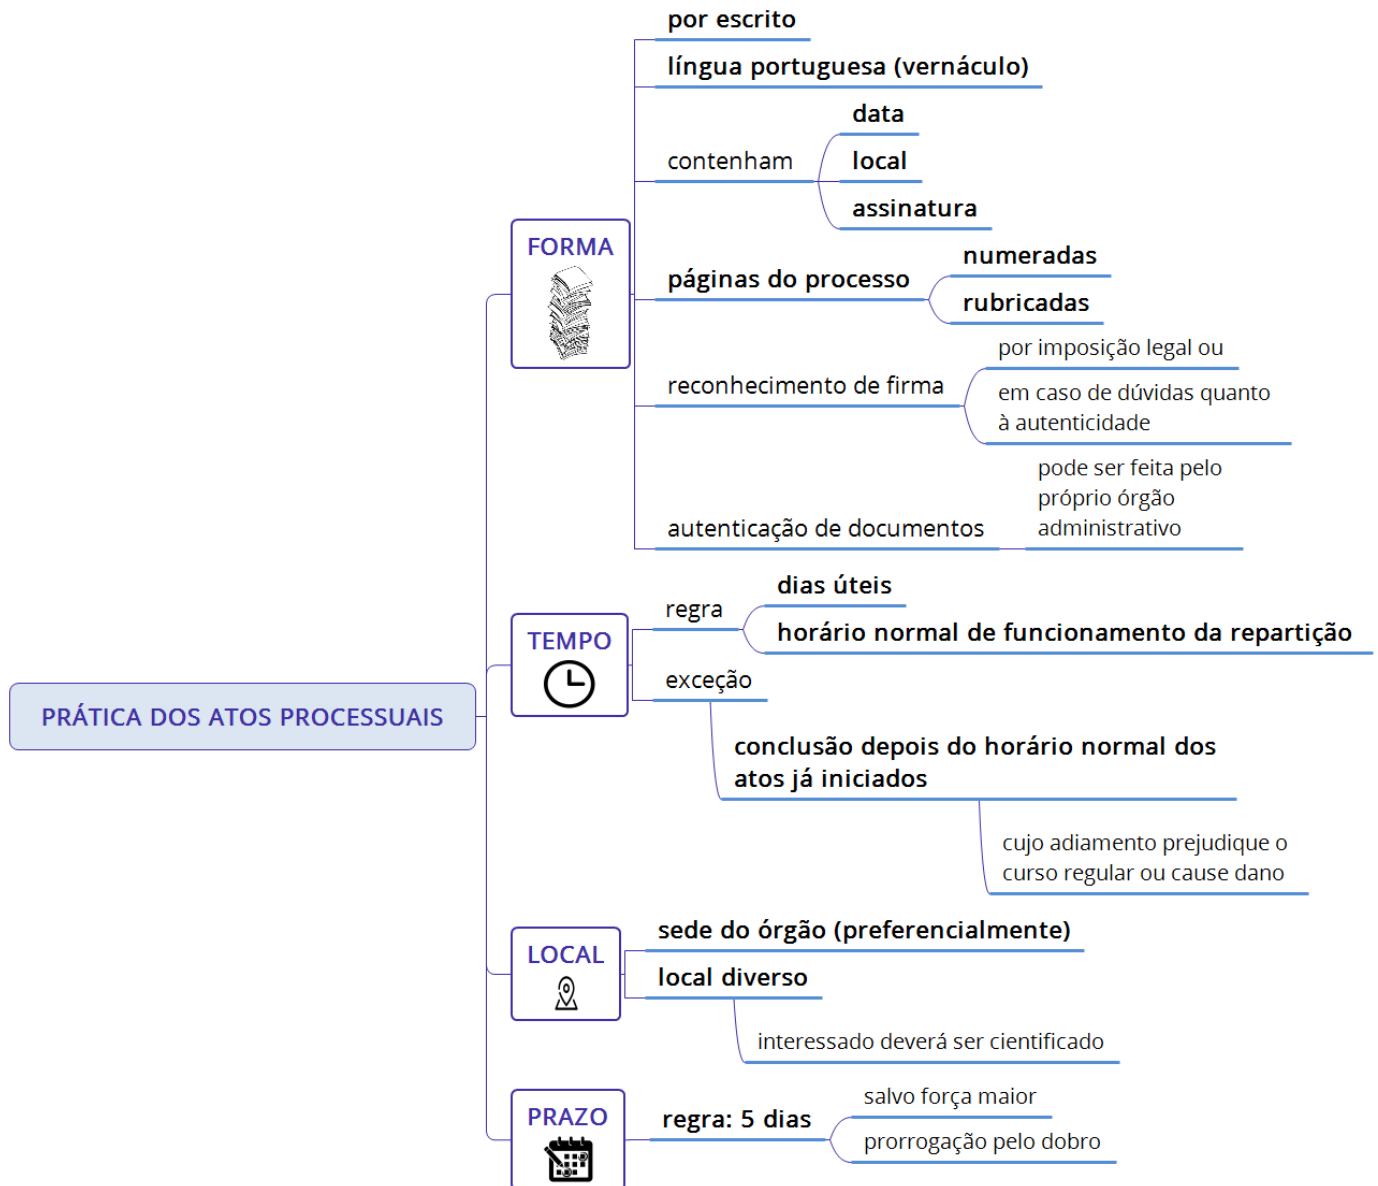 PRÁTICA DOS ATOS PROCESSUAIS
FORMA
por escrito
língua portuguesa (vernáculo)
contenham
data
local
assinatura
páginas do processo
numeradas
rubricadas
reconhecimento de firma
por imposição legal ou
em caso de dúvidas quanto
à autenticidade
autenticação de documentos
pode ser feita pelo
próprio órgão
administrativo
TEMPO
regra
dias úteis
horário normal de funcionamento da repartição
exceção
conclusão depois do horário normal dos
atos já iniciados
cujo adiamento prejudique o
curso regular ou cause dano
LOCAL
sede do órgão (preferencialmente)
local diverso
interessado deverá ser cientificado
PRAZO
regra: 5 dias
salvo força maior
prorrogação pelo dobro